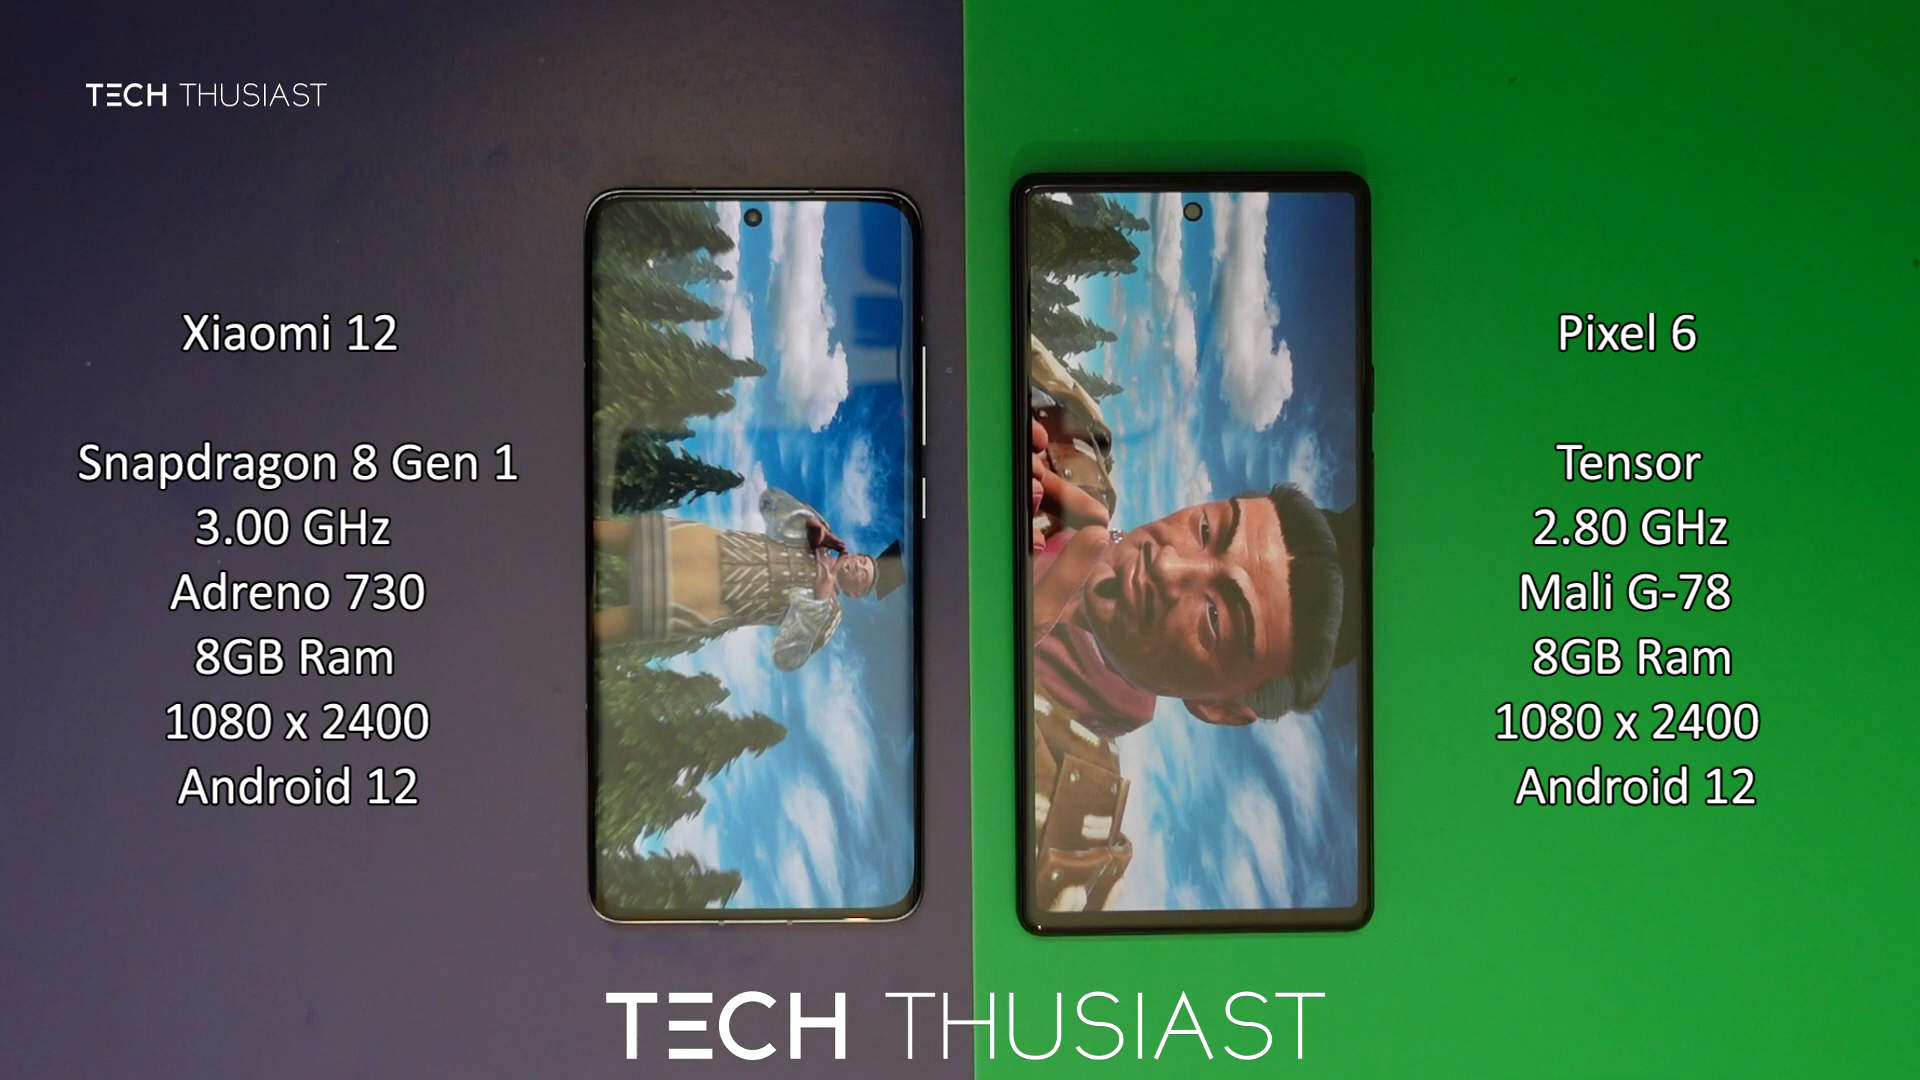 TECH THUSIAST
Xiaomi 12
Snapdragon 8 Gen 1
3.00 GHz
Adreno 730
8GB Ram
1080 x 2400
Android 12
Pixel 6
Tensor
2.80 GHz
Mali G-78
8GB Ram
1080 x 2400
Android 12
TECH THUSIAST